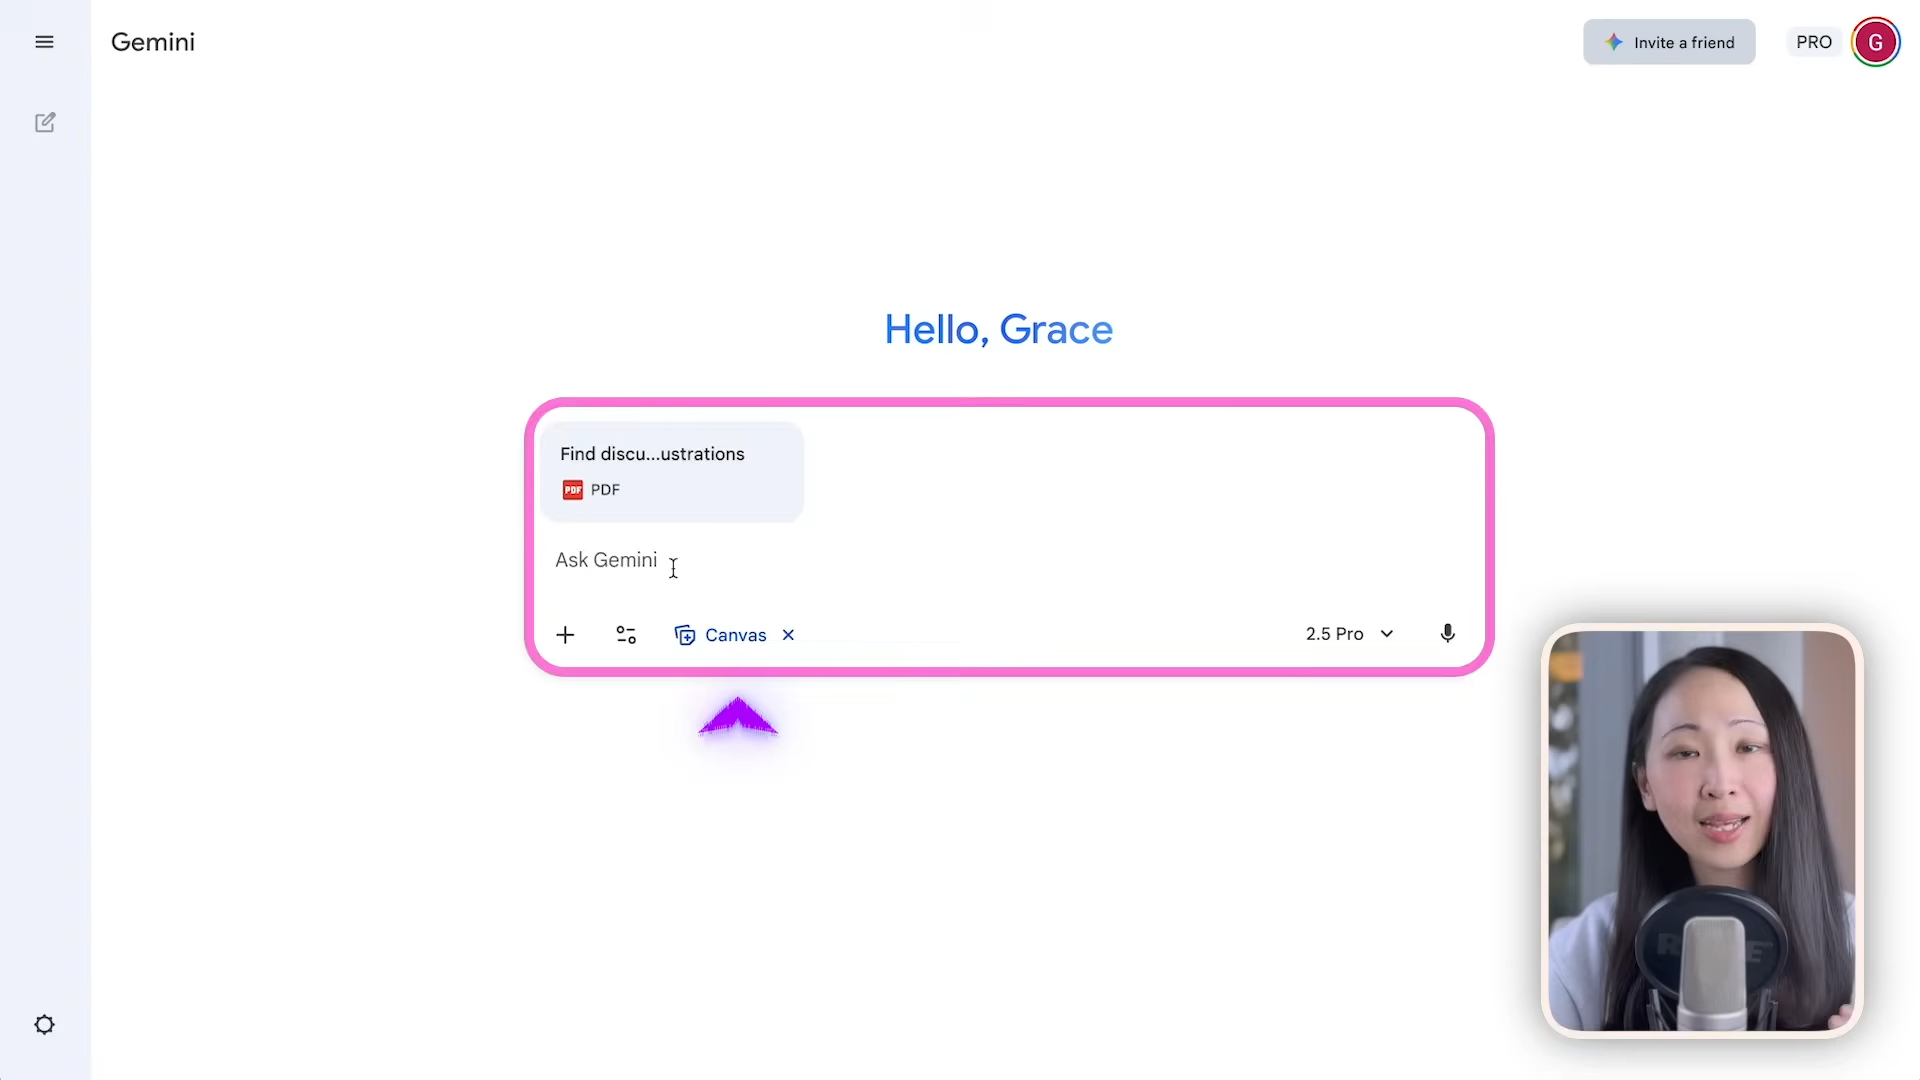 Gemini
Invite a friend
PRO
G
Hello, Grace
Find discu...ustrations
PDF
PDF
Ask Gemini
Canvas
2.5 Pro